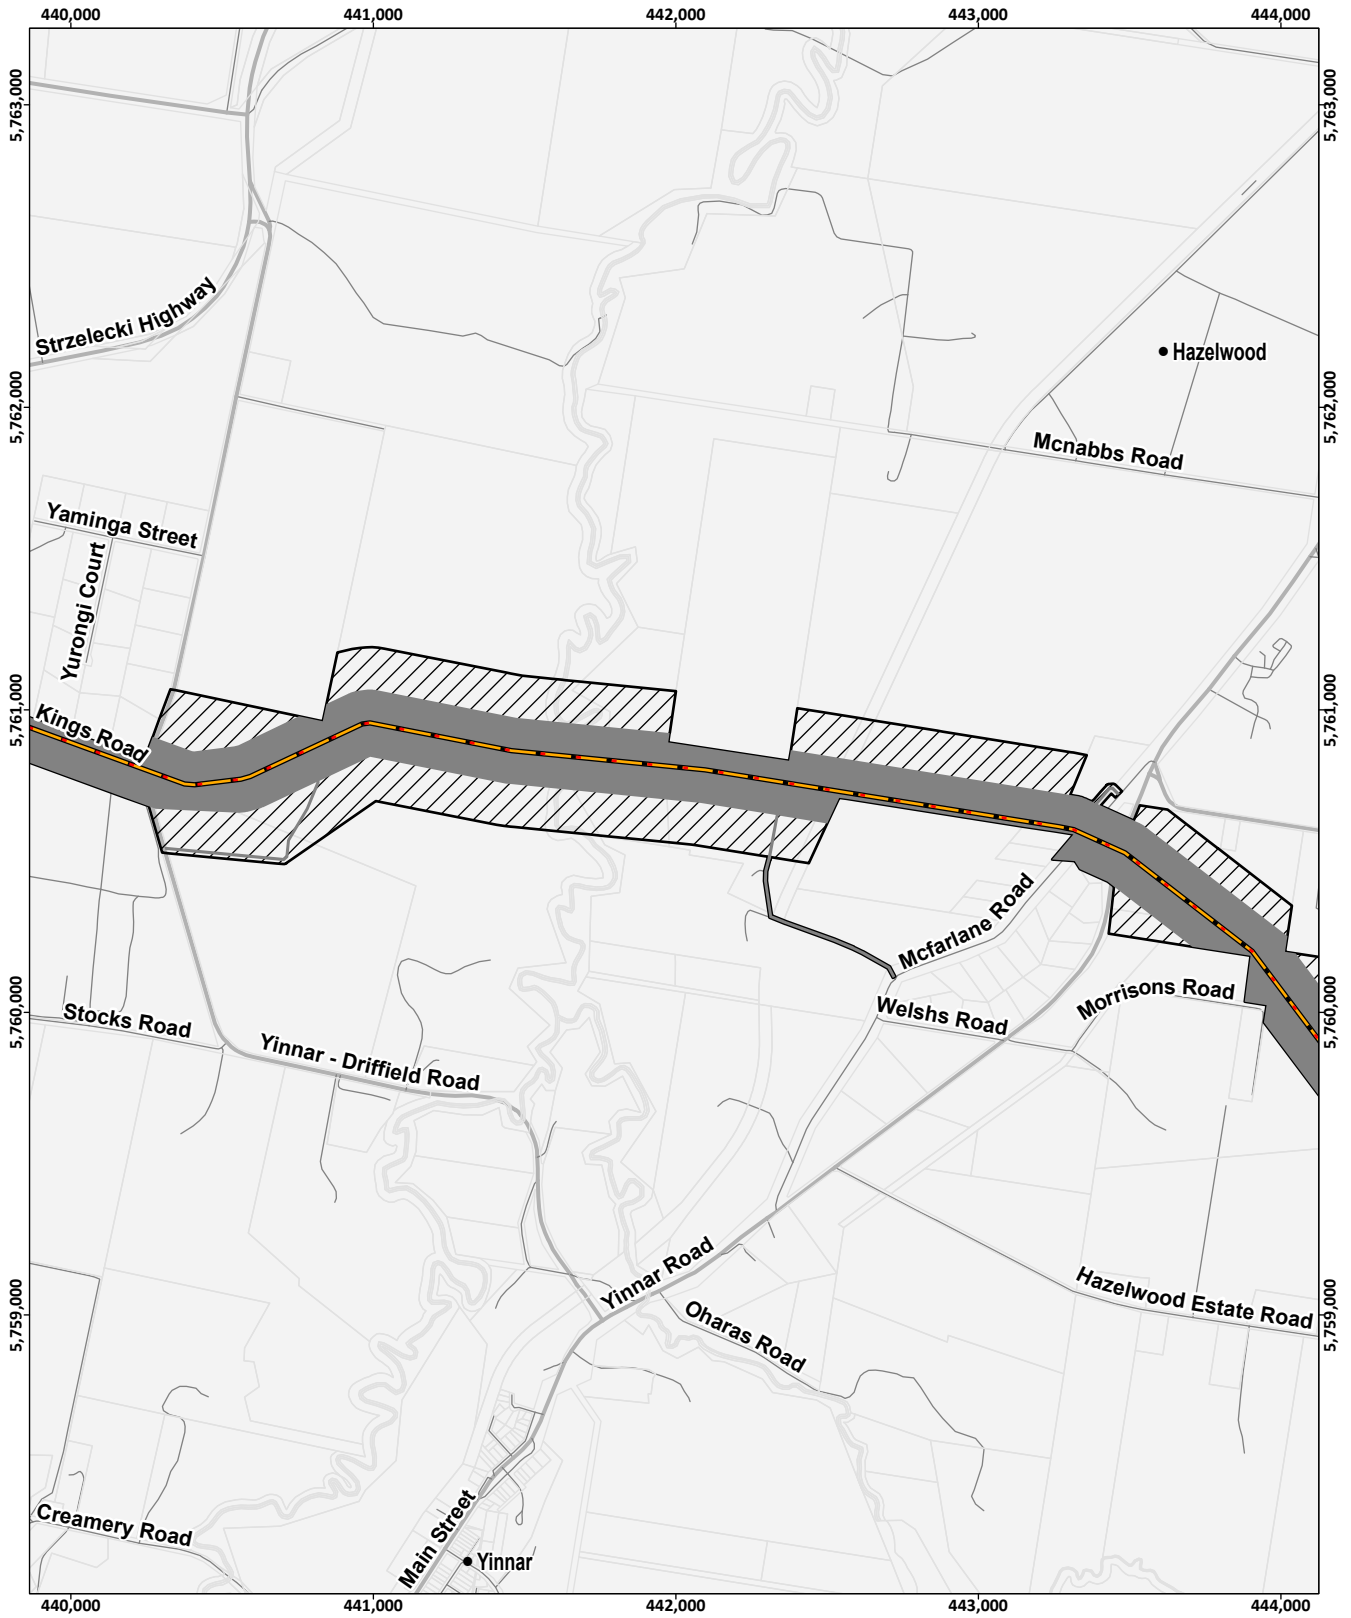 440,000 441,000 442,000 443,000 444,000
5,763,000 5,763,000
Strzelecki Highway
Hazelwood
5,762,000 5,762,000
Mcnabbs Road
Yaminga Street
Yurongi Court
5,761,000 5,761,000
Kings Road
Mcfarlane Road
5,760,000 5,760,000
Stocks Road
Welshs Road
Morrisons Road
Yinnar - Driffield Road
Yinnar Road
Hazelwood Estate Road
5,759,000 5,759,000
Oharas Road
Creamery Road
Main Street
Yinnar
440,000 441,000 442,000 443,000 444,000